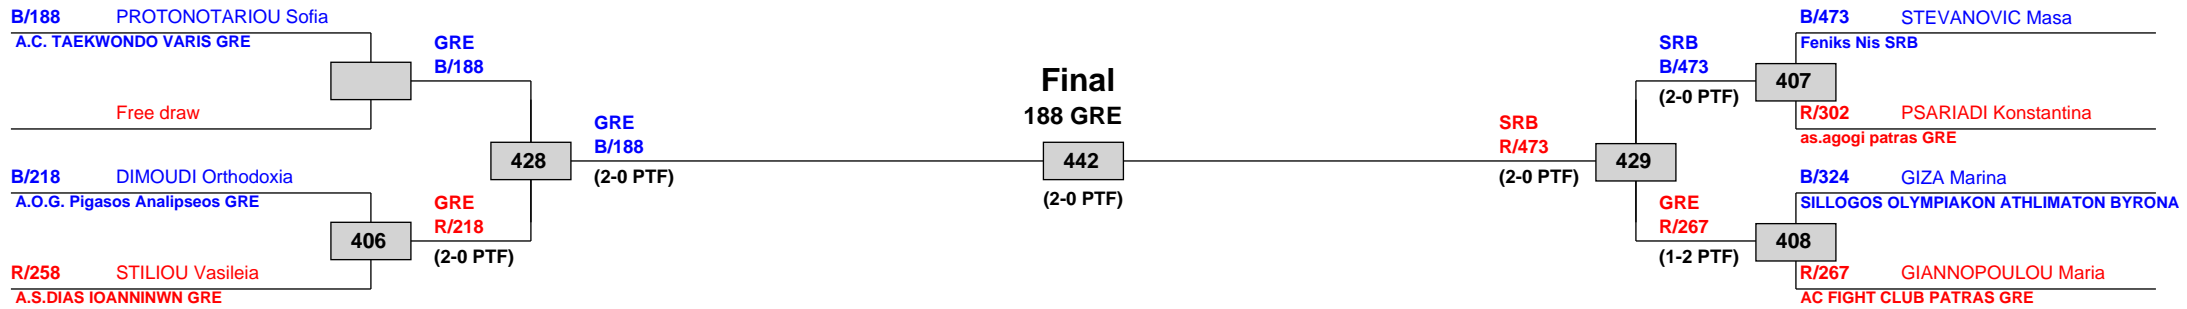 B/188 PROTONOTARIOU Sofia
A.C. TAEKWONDO VARIS GRE
Free draw
GRE
B/188
B/218 DIMOUDI Orthodoxia
A.O.G. Pigasos Analipseos GRE
406
R/258 STILIOU Vasileia
A.S.DIAS IOANNINWN GRE
GRE
R/218
(2-0 PTF)
428
GRE
B/188
(2-0 PTF)
Final
188 GRE
442
(2-0 PTF)
SRB
R/473
(2-0 PTF)
429
SRB
B/473
(2-0 PTF)
GRE
R/267
(1-2 PTF)
B/473 STEVANOVIC Masa
Feniks Nis SRB
407
R/302 PSARIADI Konstantina
as.agogi patras GRE
B/324 GIZA Marina
SILLOGOS OLYMPIAKON ATHLIMATON BYRONA
408
R/267 GIANNOPOULOU Maria
AC FIGHT CLUB PATRAS GRE